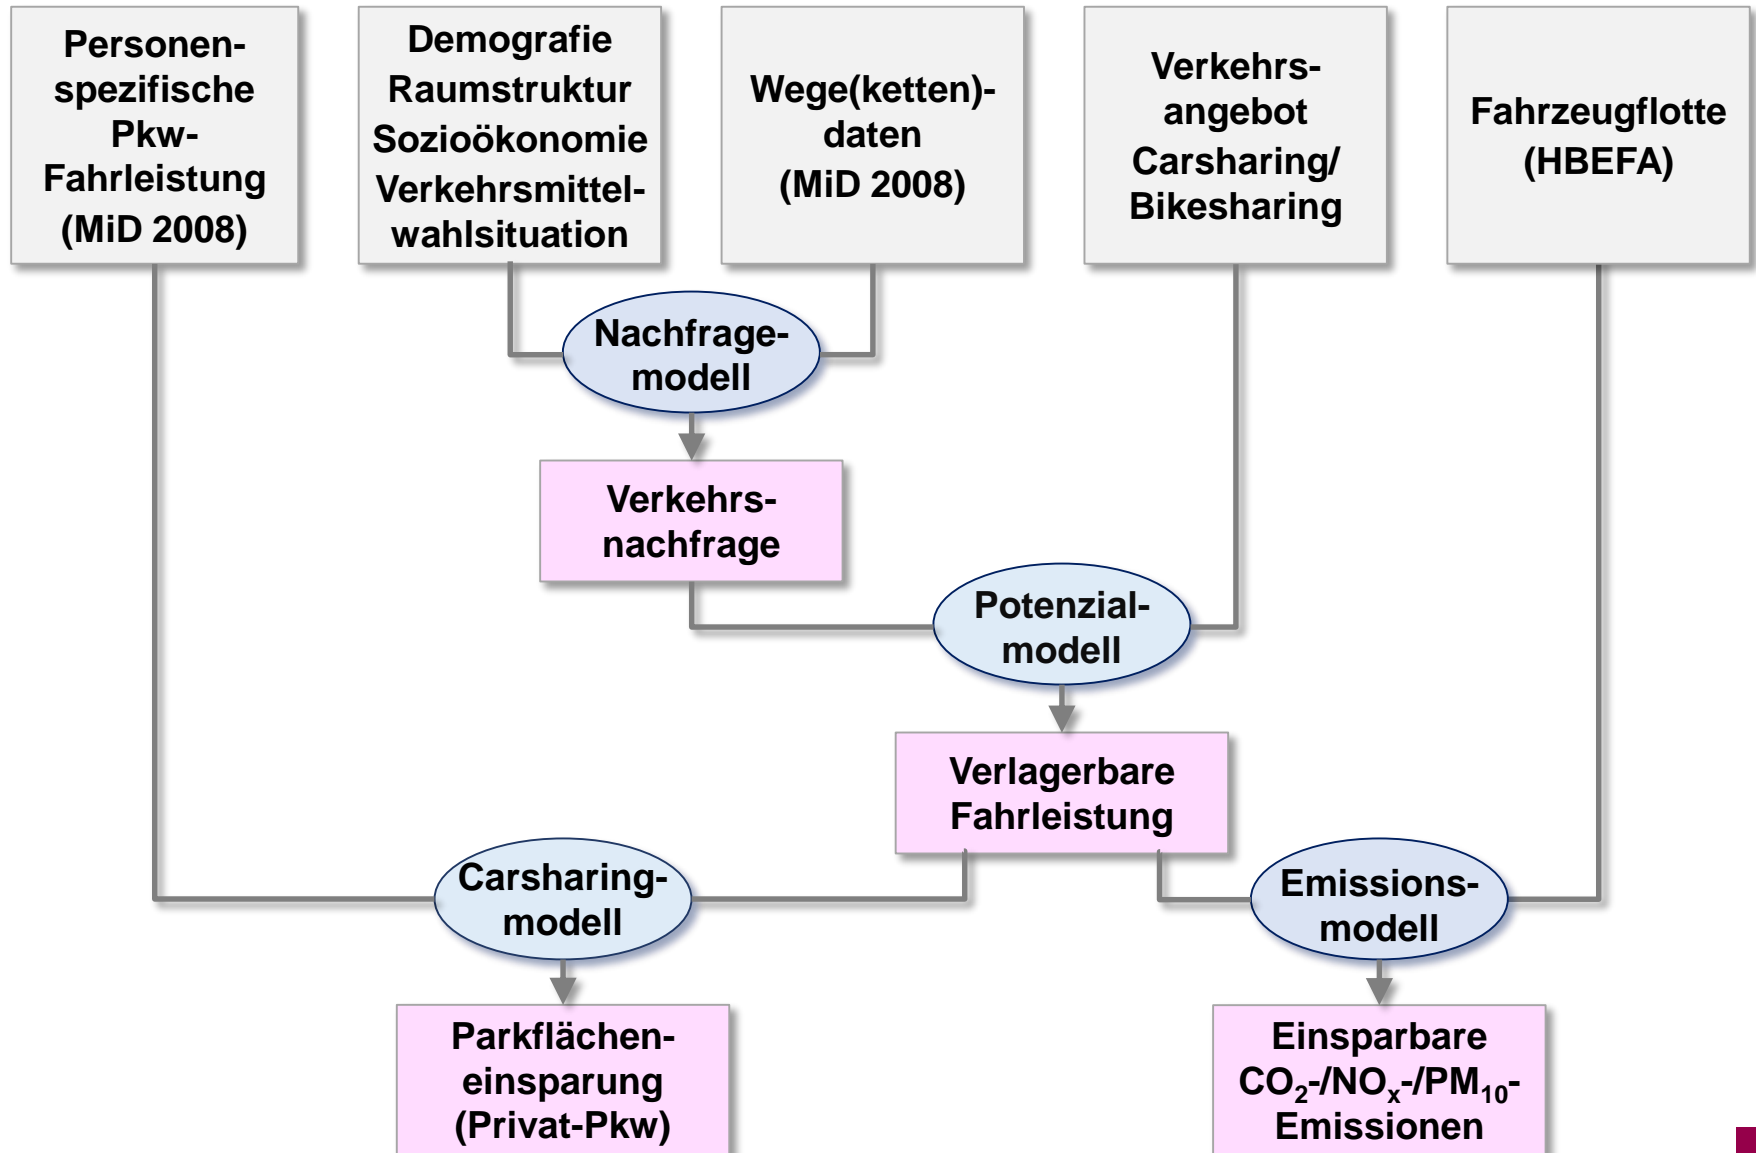 Personen-
spezifische
Pkw-
Fahrleistung
(MiD 2008)
Demografie
Raumstruktur
Sozioökonomie
Verkehrsmittel-
wahlsituation
Wege(ketten)-
daten
(MiD 2008)
Verkehrs-
angebot
Carsharing/
Bikesharing
Fahrzeugflotte
(HBEFA)
Nachfrage-
modell
Verkehrs-
nachfrage
Potenzial-
modell
Verlagerbare
Fahrleistung
Carsharing-
modell
Emissions-
modell
Parkflächen-
einsparung
(Privat-Pkw)
Einsparbare
CO₂-/NOₓ-/PM₁₀-
Emissionen